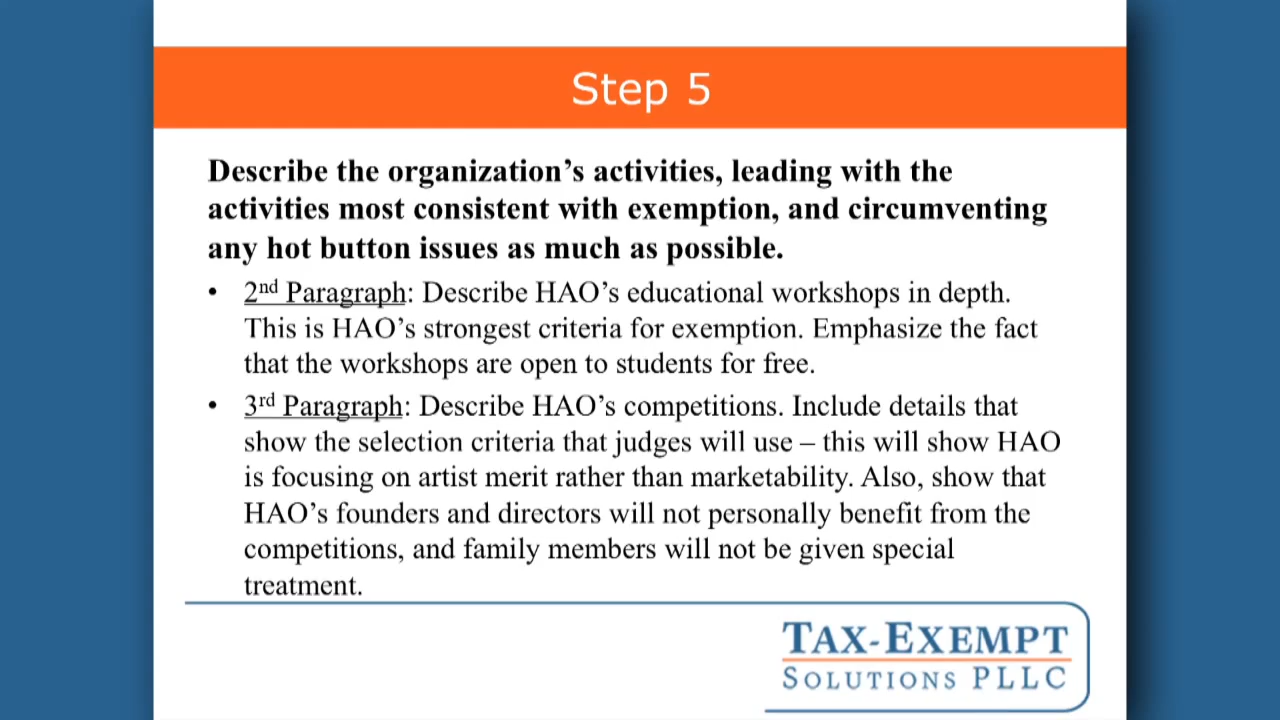 Step 5
Describe the organization’s activities, leading with the
activities most consistent with exemption, and circumventing
any hot button issues as much as possible.
• 2nd Paragraph: Describe HAO’s educational workshops in depth.
This is HAO’s strongest criteria for exemption. Emphasize the fact
that the workshops are open to students for free.
• 3rd Paragraph: Describe HAO’s competitions. Include details that
show the selection criteria that judges will use – this will show HAO
is focusing on artist merit rather than marketability. Also, show that
HAO’s founders and directors will not personally benefit from the
competitions, and family members will not be given special
treatment.
TAX-EXEMPT
SOLUTIONS PLLC